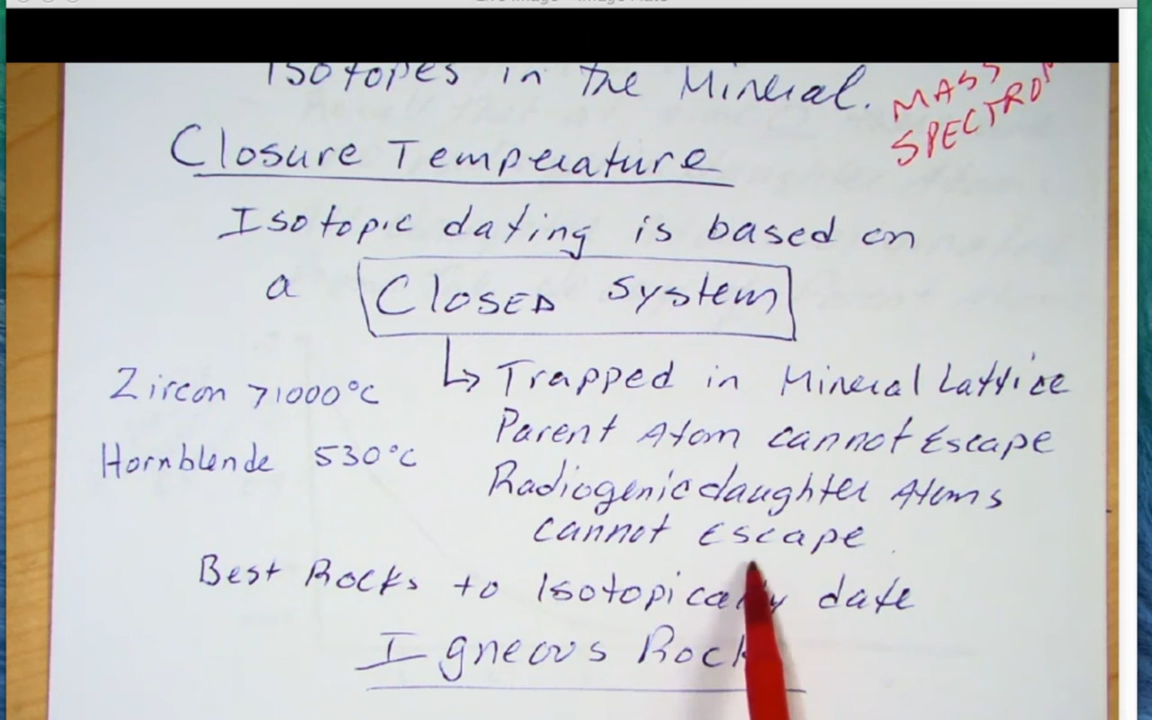 Isotopes in the Mineral.
MASS
Closure Temperature
Isotopic dating is based on
a Closed System
Zircon >1000°C
Hornblende 530°C
↳ Trapped in Mineral Lattice
Parent Atom cannot Escape
Radiogenic daughter Atoms
cannot Escape
Best Rocks to Isotopically date
Igneous Rock